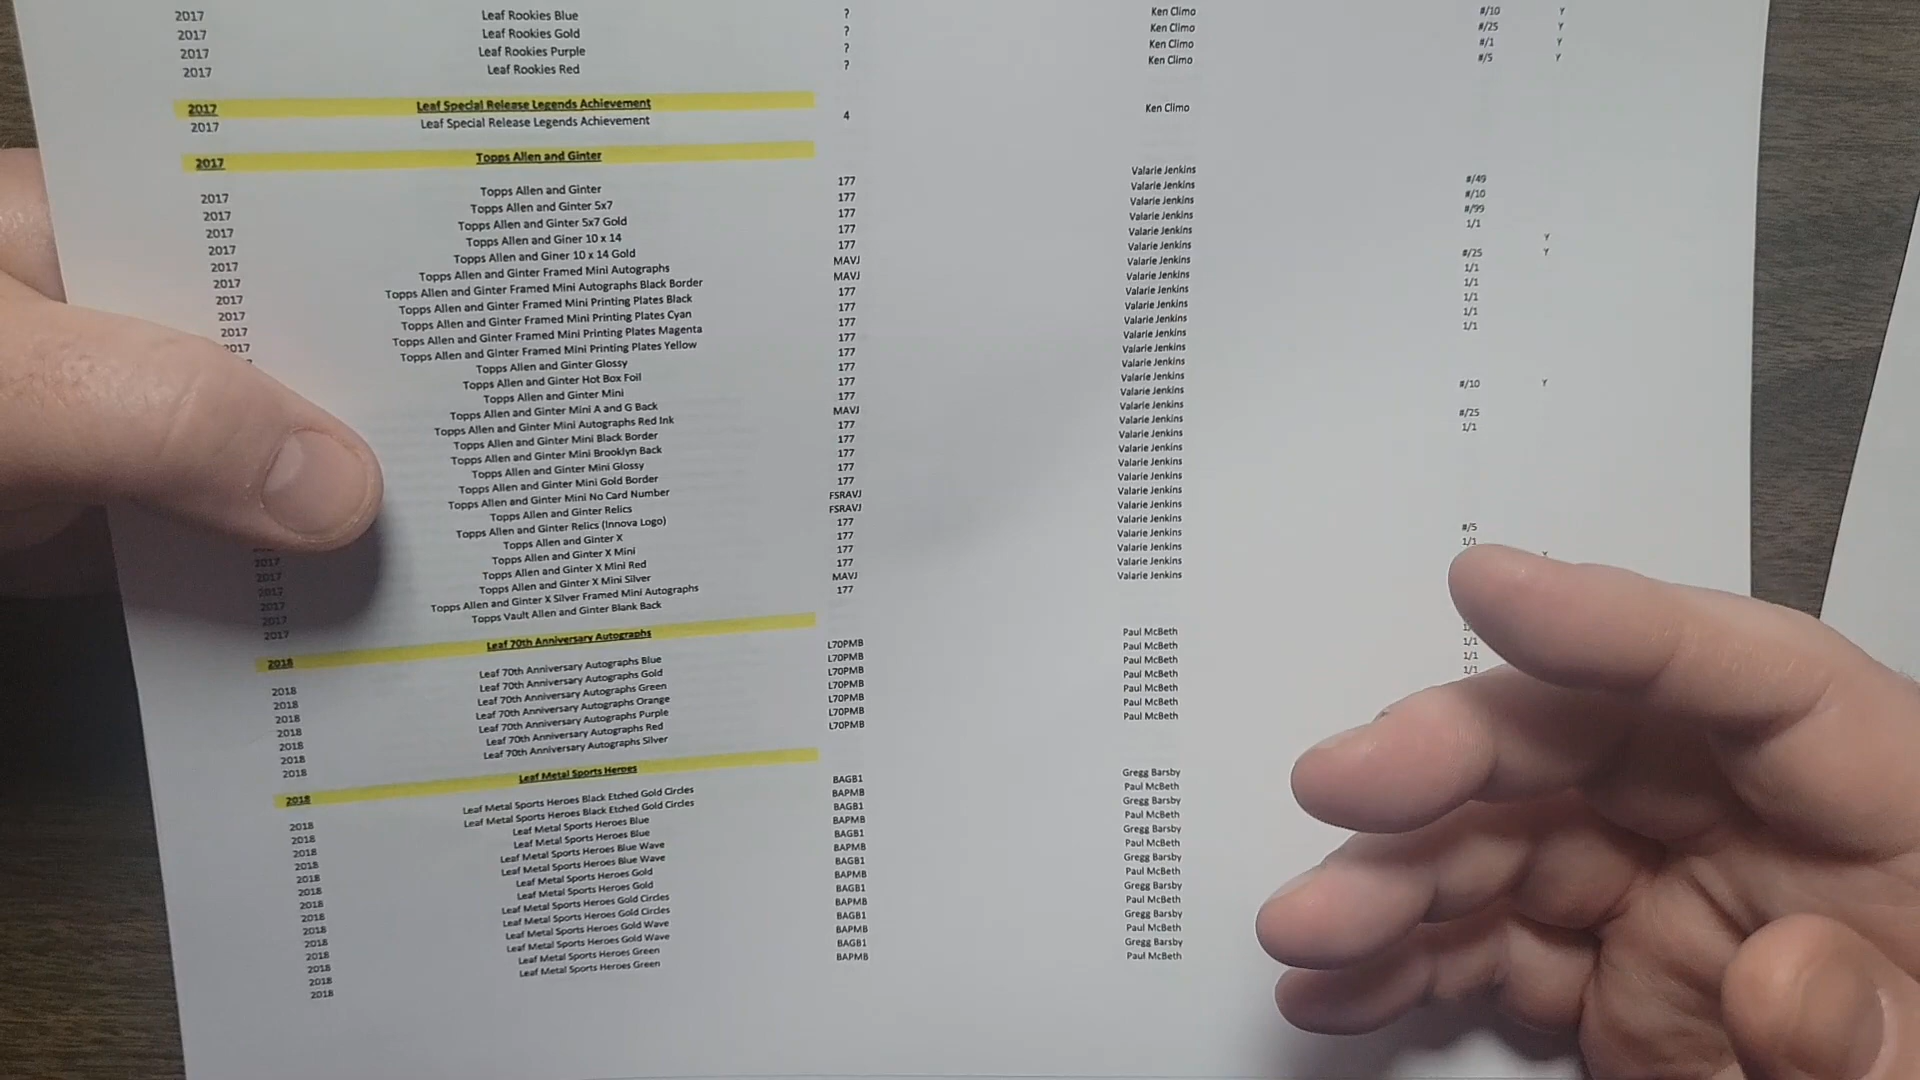 2017 Leaf Rookies Blue ? Ken Climo #/10 Y
2017 Leaf Rookies Gold ? Ken Climo #/25 Y
2017 Leaf Rookies Purple ? Ken Climo #/1 Y
2017 Leaf Rookies Red ? Ken Climo #/5 Y
2017 Leaf Special Release Legends Achievement
2017 Leaf Special Release Legends Achievement 4 Ken Climo
2017 Topps Allen and Ginter
2017 Topps Allen and Ginter 177 Valarie Jenkins
2017 Topps Allen and Ginter 5x7 177 Valarie Jenkins #/49
2017 Topps Allen and Ginter 5x7 Gold 177 Valarie Jenkins #/10
2017 Topps Allen and Giner 10 x 14 177 Valarie Jenkins #/99
2017 Topps Allen and Giner 10 x 14 Gold 177 Valarie Jenkins 1/1
2017 Topps Allen and Ginter Framed Mini Autographs MAVJ Valarie Jenkins Y
2017 Topps Allen and Ginter Framed Mini Autographs Black Border MAVJ Valarie Jenkins #/25 Y
2017 Topps Allen and Ginter Framed Mini Printing Plates Black 177 Valarie Jenkins 1/1
2017 Topps Allen and Ginter Framed Mini Printing Plates Cyan 177 Valarie Jenkins 1/1
Topps Allen and Ginter Framed Mini Printing Plates Magenta 177 Valarie Jenkins 1/1
Topps Allen and Ginter Framed Mini Printing Plates Yellow 177 Valarie Jenkins 1/1
Topps Allen and Ginter Glossy 177 Valarie Jenkins 1/1
Topps Allen and Ginter Hot Box Foil 177 Valarie Jenkins
Topps Allen and Ginter Mini 177 Valarie Jenkins
Topps Allen and Ginter Mini A and G Back 177 Valarie Jenkins
Topps Allen and Ginter Mini Autographs Red Ink MAVJ Valarie Jenkins #/10 Y
Topps Allen and Ginter Mini Black Border 177 Valarie Jenkins
Topps Allen and Ginter Mini Brooklyn Back 177 Valarie Jenkins #/25
Topps Allen and Ginter Mini Glossy 177 Valarie Jenkins 1/1
Topps Allen and Ginter Mini Gold Border 177 Valarie Jenkins
Topps Allen and Ginter Mini No Card Number 177 Valarie Jenkins
Topps Allen and Ginter Relics FSRAVJ Valarie Jenkins
Topps Allen and Ginter Relics (Innova Logo) FSRAVJ Valarie Jenkins
2017 Topps Allen and Ginter X 177 Valarie Jenkins
2017 Topps Allen and Ginter X Mini 177 Valarie Jenkins
2017 Topps Allen and Ginter X Mini Red 177 Valarie Jenkins #/5
2017 Topps Allen and Ginter X Mini Silver 177 Valarie Jenkins 1/1
2017 Topps Allen and Ginter X Silver Framed Mini Autographs MAVJ Valarie Jenkins
2017 Topps Vault Allen and Ginter Blank Back 177 Valarie Jenkins
2018 Leaf 70th Anniversary Autographs
2018 Leaf 70th Anniversary Autographs Blue L70PMB Paul McBeth
2018 Leaf 70th Anniversary Autographs Gold L70PMB Paul McBeth 1/1
2018 Leaf 70th Anniversary Autographs Green L70PMB Paul McBeth 1/1
2018 Leaf 70th Anniversary Autographs Orange L70PMB Paul McBeth 1/1
2018 Leaf 70th Anniversary Autographs Purple L70PMB Paul McBeth
2018 Leaf 70th Anniversary Autographs Red L70PMB Paul McBeth
2018 Leaf 70th Anniversary Autographs Silver L70PMB Paul McBeth
2018 Leaf Metal Sports Heroes
2018 Leaf Metal Sports Heroes Black Etched Gold Circles BAGB1 Gregg Barsby
2018 Leaf Metal Sports Heroes Black Etched Gold Circles BAPMB Paul McBeth
2018 Leaf Metal Sports Heroes Blue BAGB1 Gregg Barsby
2018 Leaf Metal Sports Heroes Blue BAPMB Paul McBeth
2018 Leaf Metal Sports Heroes Blue Wave BAGB1 Gregg Barsby
2018 Leaf Metal Sports Heroes Blue Wave BAPMB Paul McBeth
2018 Leaf Metal Sports Heroes Gold BAGB1 Gregg Barsby
2018 Leaf Metal Sports Heroes Gold BAPMB Paul McBeth
2018 Leaf Metal Sports Heroes Gold Circles BAGB1 Gregg Barsby
2018 Leaf Metal Sports Heroes Gold Circles BAPMB Paul McBeth
2018 Leaf Metal Sports Heroes Gold Wave BAGB1 Gregg Barsby
2018 Leaf Metal Sports Heroes Gold Wave BAPMB Paul McBeth
2018 Leaf Metal Sports Heroes Green BAGB1 Gregg Barsby
2018 Leaf Metal Sports Heroes Green BAPMB Paul McBeth